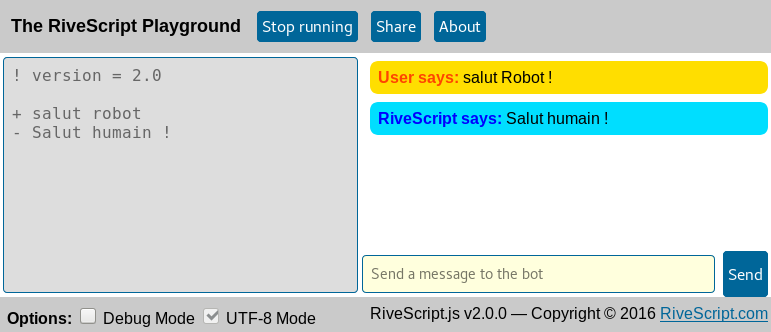 The RiveScript Playground
Stop running
Share
About
! version = 2.0
+ salut robot
- Salut humain !
User says: salut Robot !
RiveScript says: Salut humain !
Send a message to the bot
Send
Options: Debug Mode UTF-8 Mode
RiveScript.js v2.0.0 — Copyright © 2016 RiveScript.com